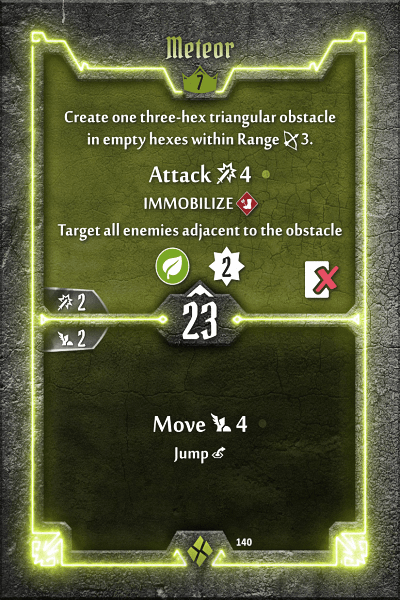 Meteor
7
Create one three-hex triangular obstacle
in empty hexes within Range 3.
Attack 4
IMMOBILIZE
Target all enemies adjacent to the obstacle
2
2
23
2
Move 4
Jump
140